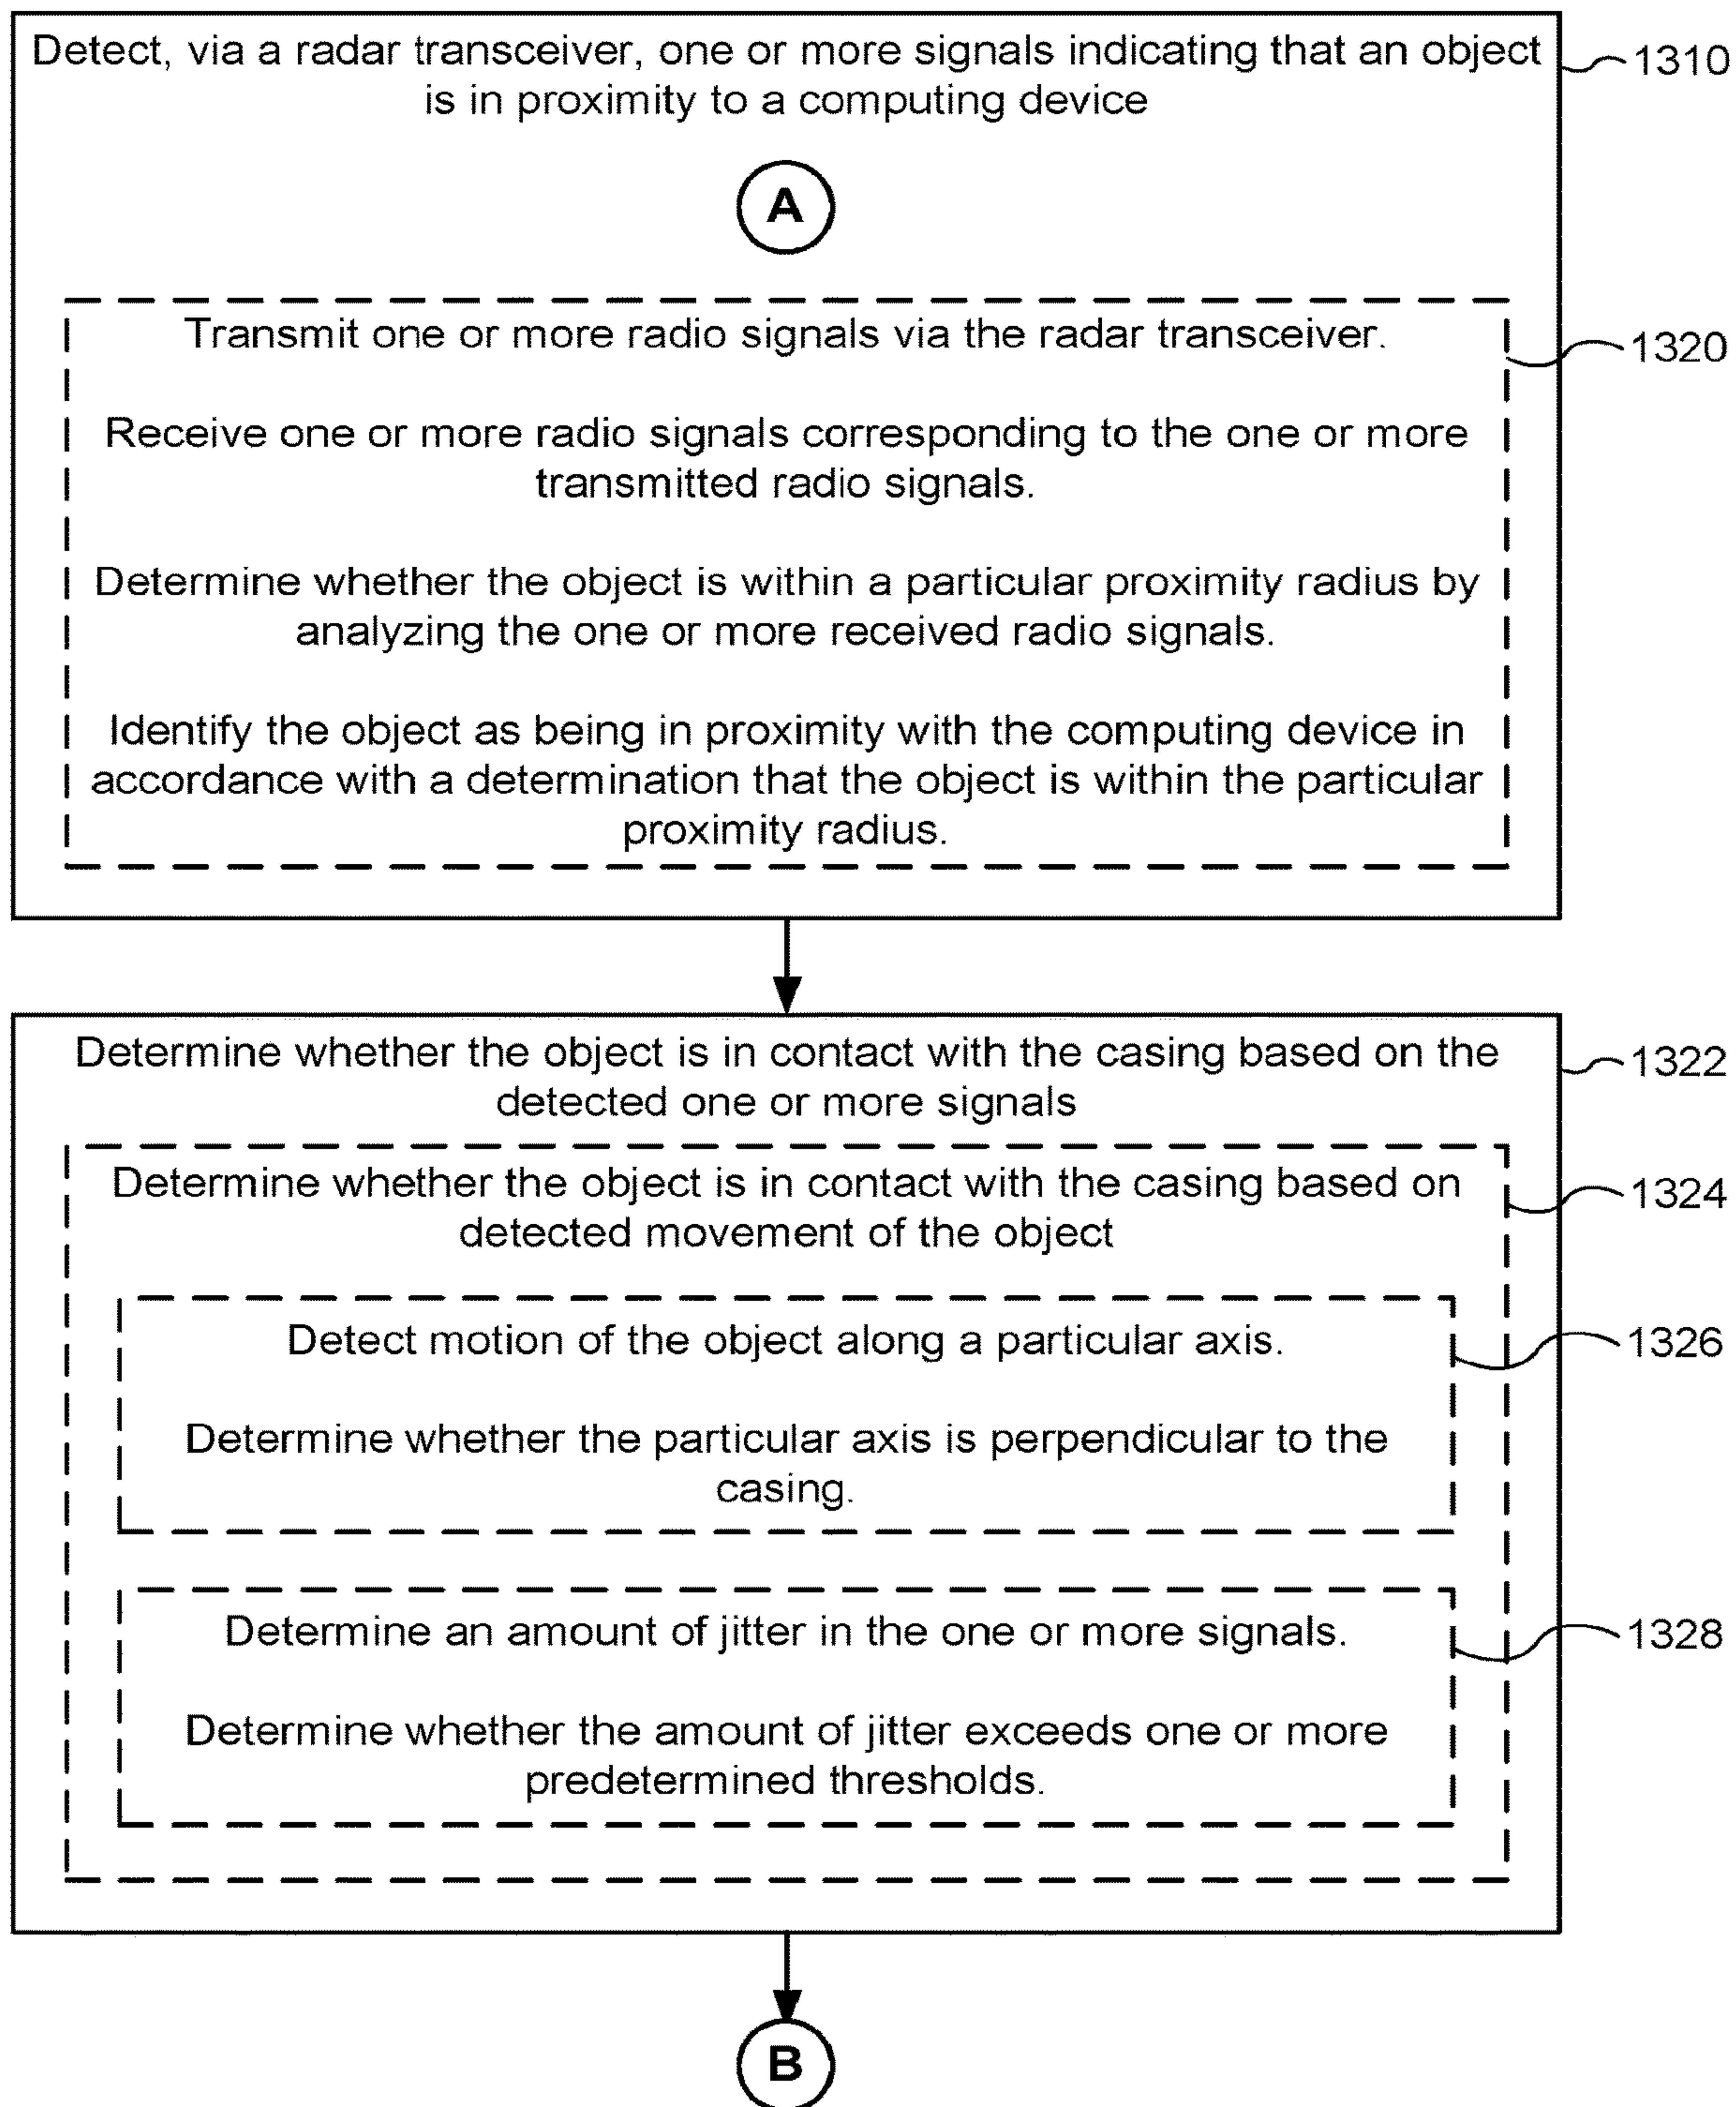 Detect, via a radar transceiver, one or more signals indicating that an object
is in proximity to a computing device
1310
A
Transmit one or more radio signals via the radar transceiver.
1320
Receive one or more radio signals corresponding to the one or more
transmitted radio signals.
Determine whether the object is within a particular proximity radius by
analyzing the one or more received radio signals.
Identify the object as being in proximity with the computing device in
accordance with a determination that the object is within the particular
proximity radius.
Determine whether the object is in contact with the casing based on the
detected one or more signals
1322
Determine whether the object is in contact with the casing based on
detected movement of the object
1324
Detect motion of the object along a particular axis.
1326
Determine whether the particular axis is perpendicular to the
casing.
Determine an amount of jitter in the one or more signals.
1328
Determine whether the amount of jitter exceeds one or more
predetermined thresholds.
B